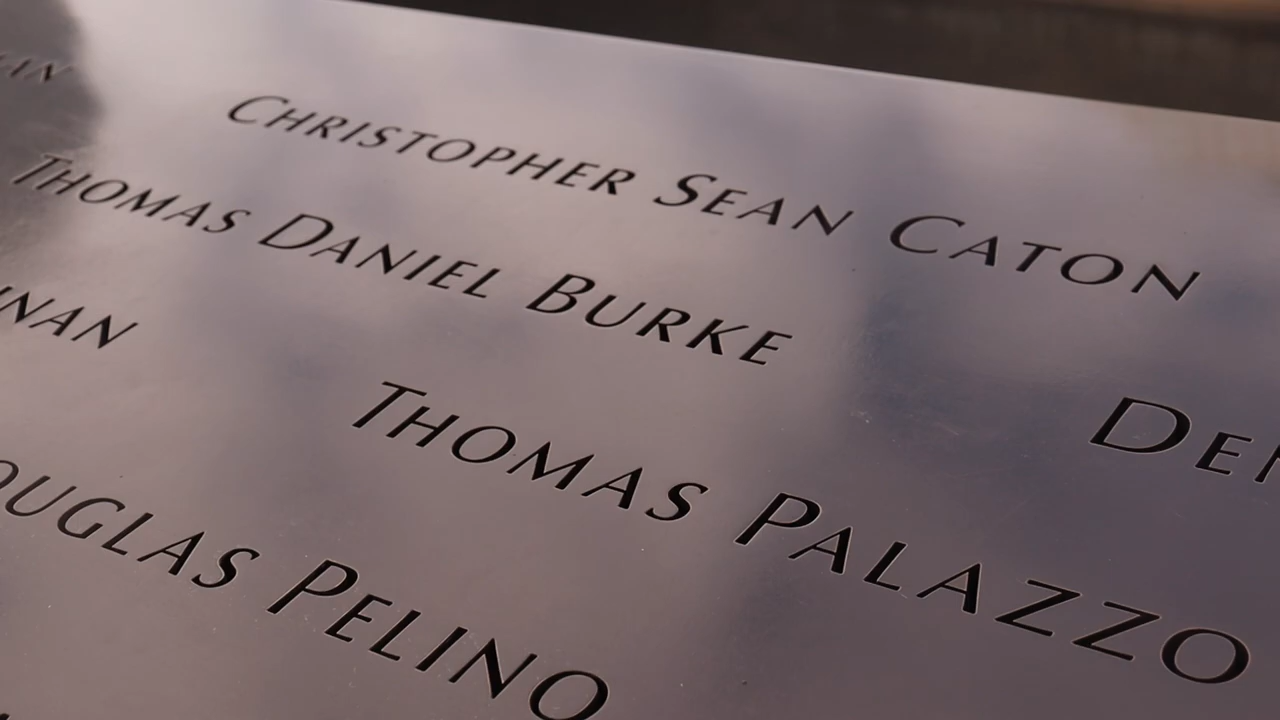 CHRISTOPHER SEAN CATON
THOMAS DANIEL BURKE
THOMAS PALAZZO
PELINO